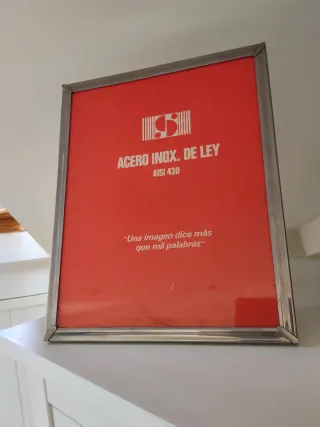 ACERO INOX. DE LEY
AISI 430
"Una imagen dice más
que mil palabras"